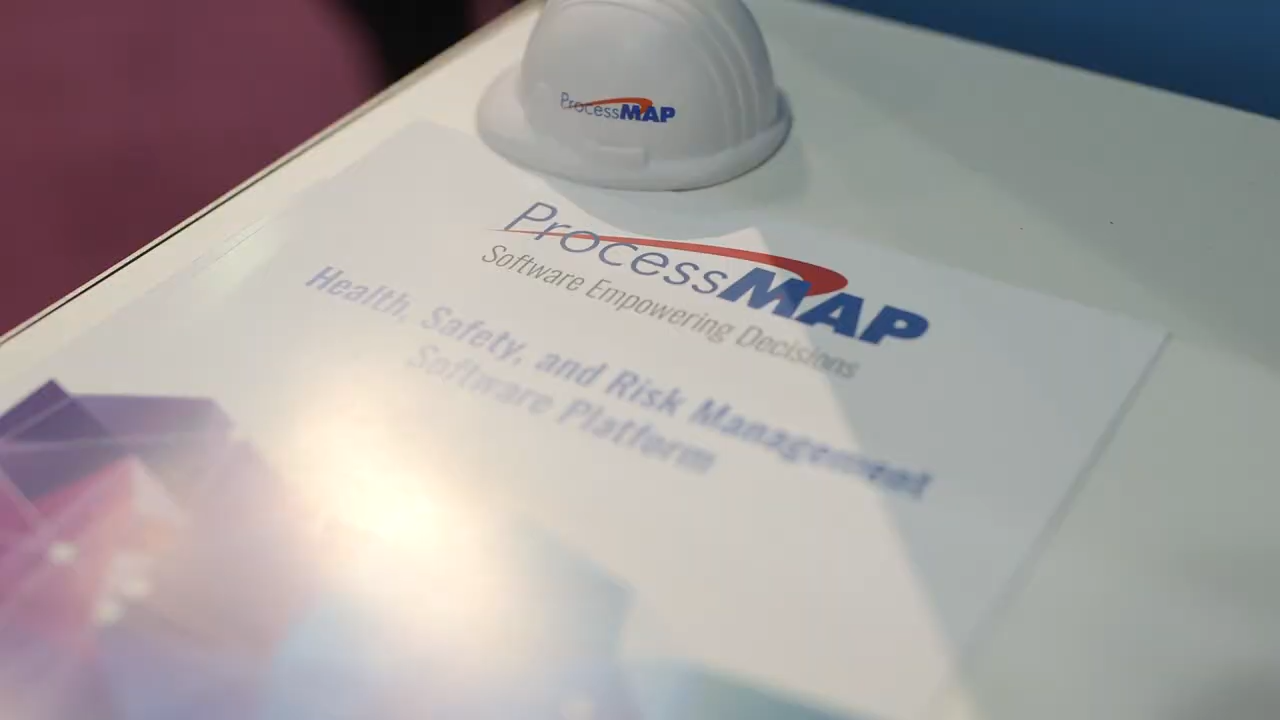 ProcessMAP
ProcessMAP
Software Empowering Decisions
Health, Safety, and Risk Management
Software Platform